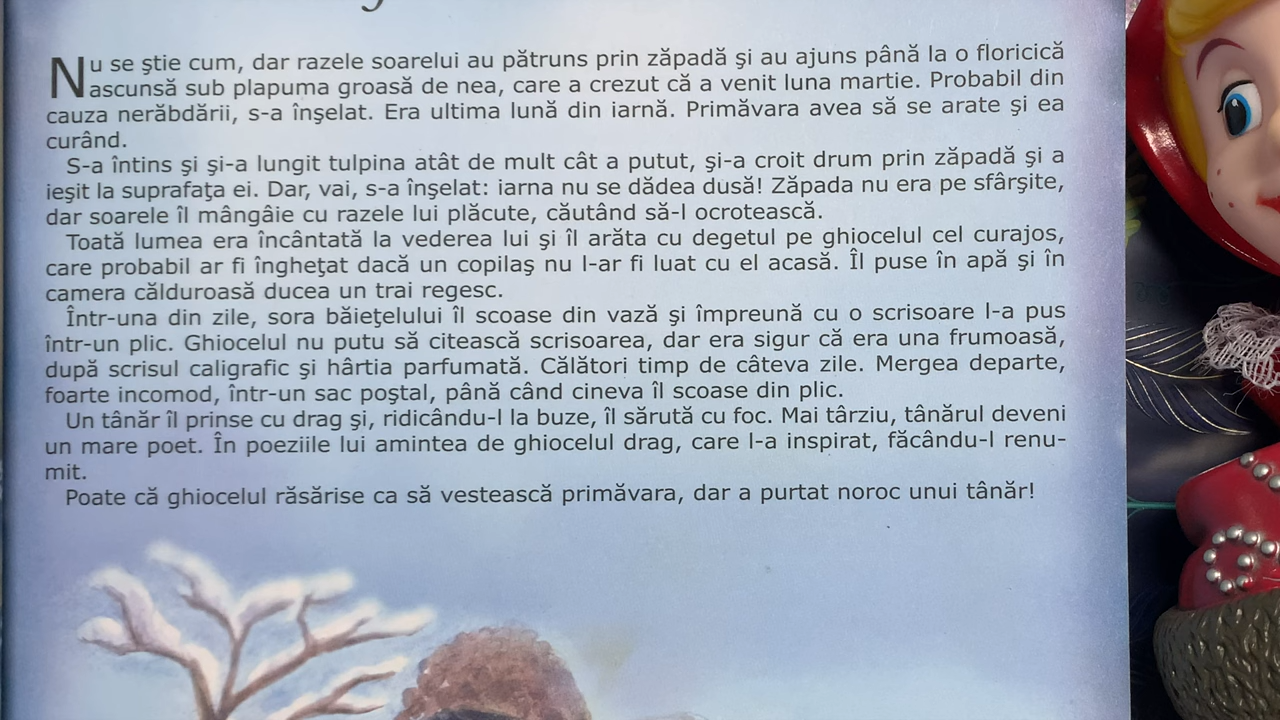 Nu se ştie cum, dar razele soarelui au pătruns prin zăpadă şi au ajuns până la o floricică
ascunsă sub plapuma groasă de nea, care a crezut că a venit luna martie. Probabil din
cauza nerăbdării, s-a înşelat. Era ultima lună din iarnă. Primăvara avea să se arate şi ea
curând.
S-a întins şi şi-a lungit tulpina atât de mult cât a putut, şi-a croit drum prin zăpadă şi a
ieşit la suprafaţa ei. Dar, vai, s-a înşelat: iarna nu se dădea dusă! Zăpada nu era pe sfârşite,
dar soarele îl mângâie cu razele lui plăcute, căutând să-l ocrotească.
Toată lumea era încântată la vederea lui şi îl arăta cu degetul pe ghiocelul cel curajos,
care probabil ar fi îngheţat dacă un copilaş nu l-ar fi luat cu el acasă. Îl puse în apă şi în
camera călduroasă ducea un trai regesc.
Într-una din zile, sora băieţelului îl scoase din vază şi împreună cu o scrisoare l-a pus
într-un plic. Ghiocelul nu putu să citească scrisoarea, dar era sigur că era una frumoasă,
după scrisul caligrafic şi hârtia parfumată. Călători timp de câteva zile. Mergea departe,
foarte incomod, într-un sac poştal, până când cineva îl scoase din plic.
Un tânăr îl prinse cu drag şi, ridicându-l la buze, îl sărută cu foc. Mai târziu, tânărul deveni
un mare poet. În poeziile lui amintea de ghiocelul drag, care l-a inspirat, făcându-l renu-
mit.
Poate că ghiocelul răsărise ca să vestească primăvara, dar a purtat noroc unui tânăr!